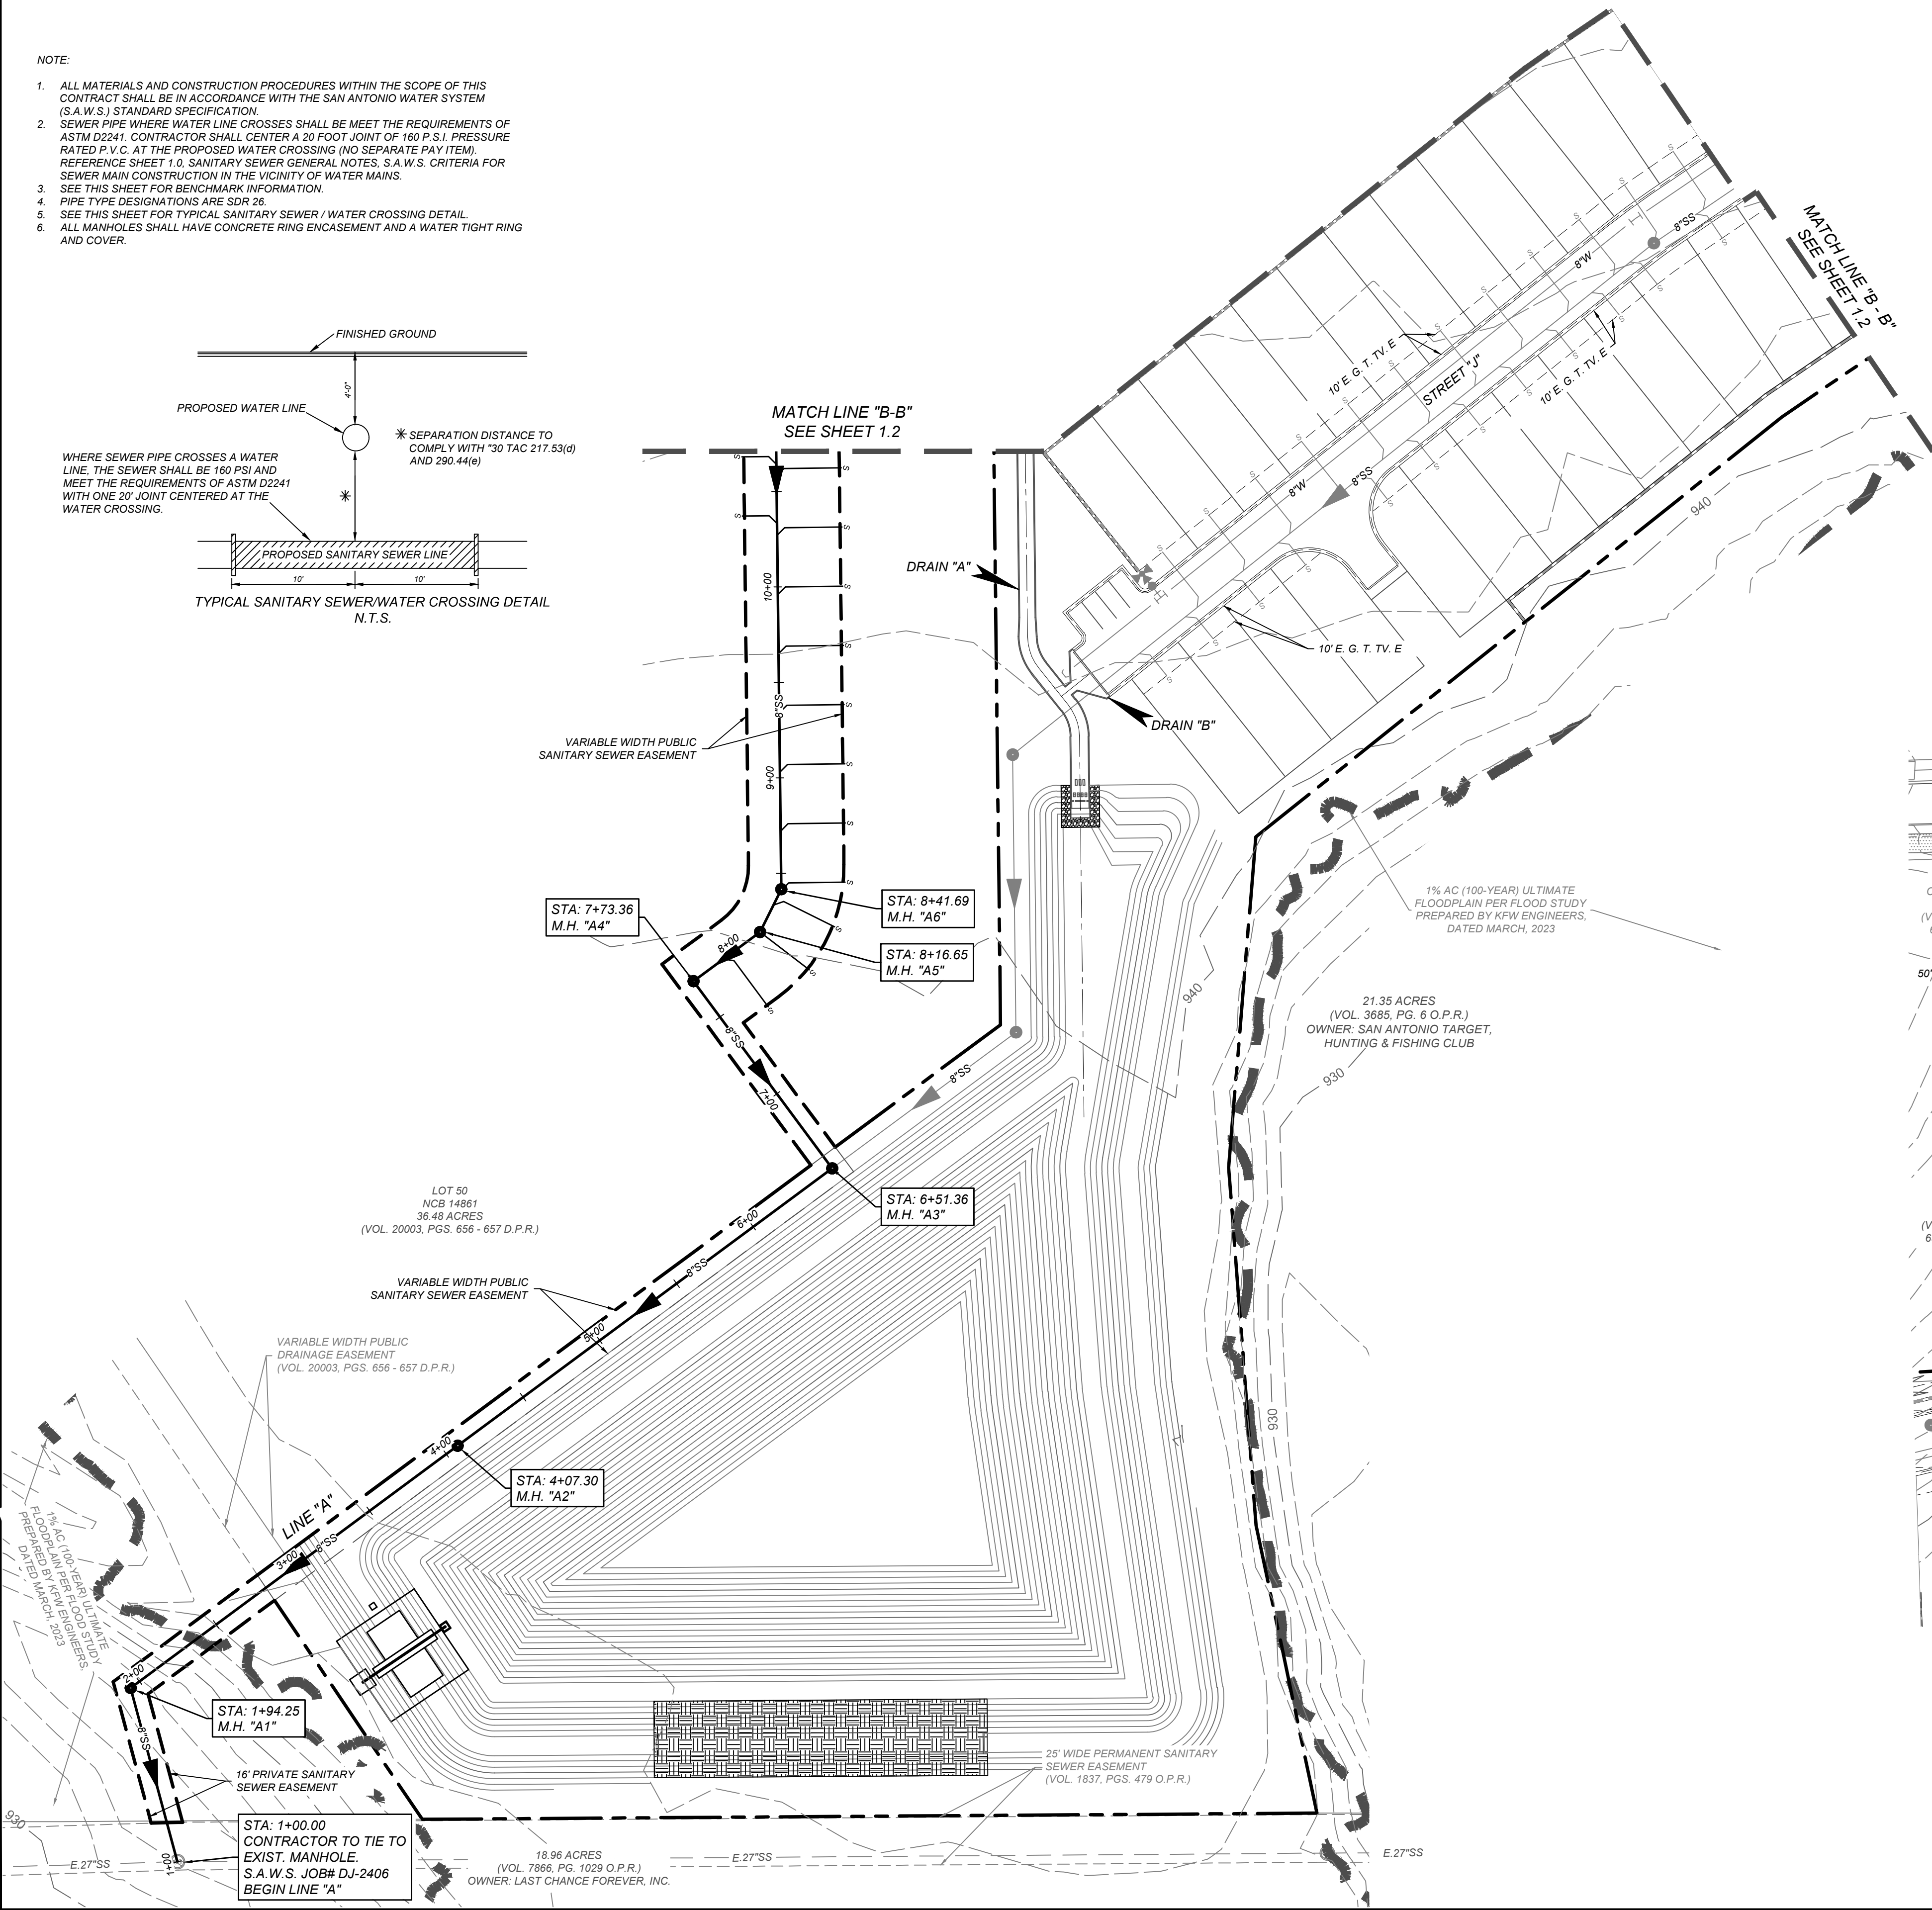 NOTE:
1. ALL MATERIALS AND CONSTRUCTION PROCEDURES WITHIN THE SCOPE OF THIS
CONTRACT SHALL BE IN ACCORDANCE WITH THE SAN ANTONIO WATER SYSTEM
(S.A.W.S.) STANDARD SPECIFICATION.
2. SEWER PIPE WHERE WATER LINE CROSSES SHALL BE MEET THE REQUIREMENTS OF
ASTM D2241. CONTRACTOR SHALL CENTER A 20 FOOT JOINT OF 160 P.S.I. PRESSURE
RATED P.V.C. AT THE PROPOSED WATER CROSSING (NO SEPARATE PAY ITEM).
REFERENCE SHEET 1.0, SANITARY SEWER GENERAL NOTES, S.A.W.S. CRITERIA FOR
SEWER MAIN CONSTRUCTION IN THE VICINITY OF WATER MAINS.
3. SEE THIS SHEET FOR BENCHMARK INFORMATION.
4. PIPE TYPE DESIGNATIONS ARE SDR 26.
5. SEE THIS SHEET FOR TYPICAL SANITARY SEWER / WATER CROSSING DETAIL.
6. ALL MANHOLES SHALL HAVE CONCRETE RING ENCASEMENT AND A WATER TIGHT RING
AND COVER.
FINISHED GROUND
4'-0"
PROPOSED WATER LINE
SEPARATION DISTANCE TO
COMPLY WITH "30 TAC 217.53(d)
AND 290.44(e)
WHERE SEWER PIPE CROSSES A WATER
LINE, THE SEWER SHALL BE 160 PSI AND
MEET THE REQUIREMENTS OF ASTM D2241
WITH ONE 20' JOINT CENTERED AT THE
WATER CROSSING.
PROPOSED SANITARY SEWER LINE
10' 10'
TYPICAL SANITARY SEWER/WATER CROSSING DETAIL
N.T.S.
MATCH LINE "B-B"
SEE SHEET 1.2
MATCH LINE "B - B"
SEE SHEET 1.2
8"SS
8"W
10' E. G. T. TV. E
STREET "J"
10' E. G. T. TV. E
8"W
8"SS
940
DRAIN "A"
10' E. G. T. TV. E
DRAIN "B"
10+00
8"SS
VARIABLE WIDTH PUBLIC
SANITARY SEWER EASEMENT
9+00
STA: 7+73.36
M.H. "A4"
STA: 8+41.69
M.H. "A6"
8+00
STA: 8+16.65
M.H. "A5"
1% AC (100-YEAR) ULTIMATE
FLOODPLAIN PER FLOOD STUDY
PREPARED BY KFW ENGINEERS,
DATED MARCH, 2023
940
21.35 ACRES
(VOL. 3685, PG. 6 O.P.R.)
OWNER: SAN ANTONIO TARGET,
HUNTING & FISHING CLUB
930
8"SS
7+00
8"SS
LOT 50
NCB 14861
36.48 ACRES
(VOL. 20003, PGS. 656 - 657 D.P.R.)
STA: 6+51.36
M.H. "A3"
6+00
8"SS
VARIABLE WIDTH PUBLIC
SANITARY SEWER EASEMENT
5+00
VARIABLE WIDTH PUBLIC
DRAINAGE EASEMENT
(VOL. 20003, PGS. 656 - 657 D.P.R.)
930
4+00
STA: 4+07.30
M.H. "A2"
LINE "A"
8"SS
3+00
1% AC (100-YEAR) ULTIMATE
FLOODPLAIN PER FLOOD STUDY
PREPARED BY KFW ENGINEERS,
DATED MARCH, 2023
2+00
STA: 1+94.25
M.H. "A1"
8"SS
16' PRIVATE SANITARY
SEWER EASEMENT
25' WIDE PERMANENT SANITARY
SEWER EASEMENT
(VOL. 1837, PGS. 479 O.P.R.)
930
STA: 1+00.00
CONTRACTOR TO TIE TO
EXIST. MANHOLE.
S.A.W.S. JOB# DJ-2406
BEGIN LINE "A"
1+00
E.27"SS
18.96 ACRES
(VOL. 7866, PG. 1029 O.P.R.)
OWNER: LAST CHANCE FOREVER, INC.
E.27"SS
E.27"SS